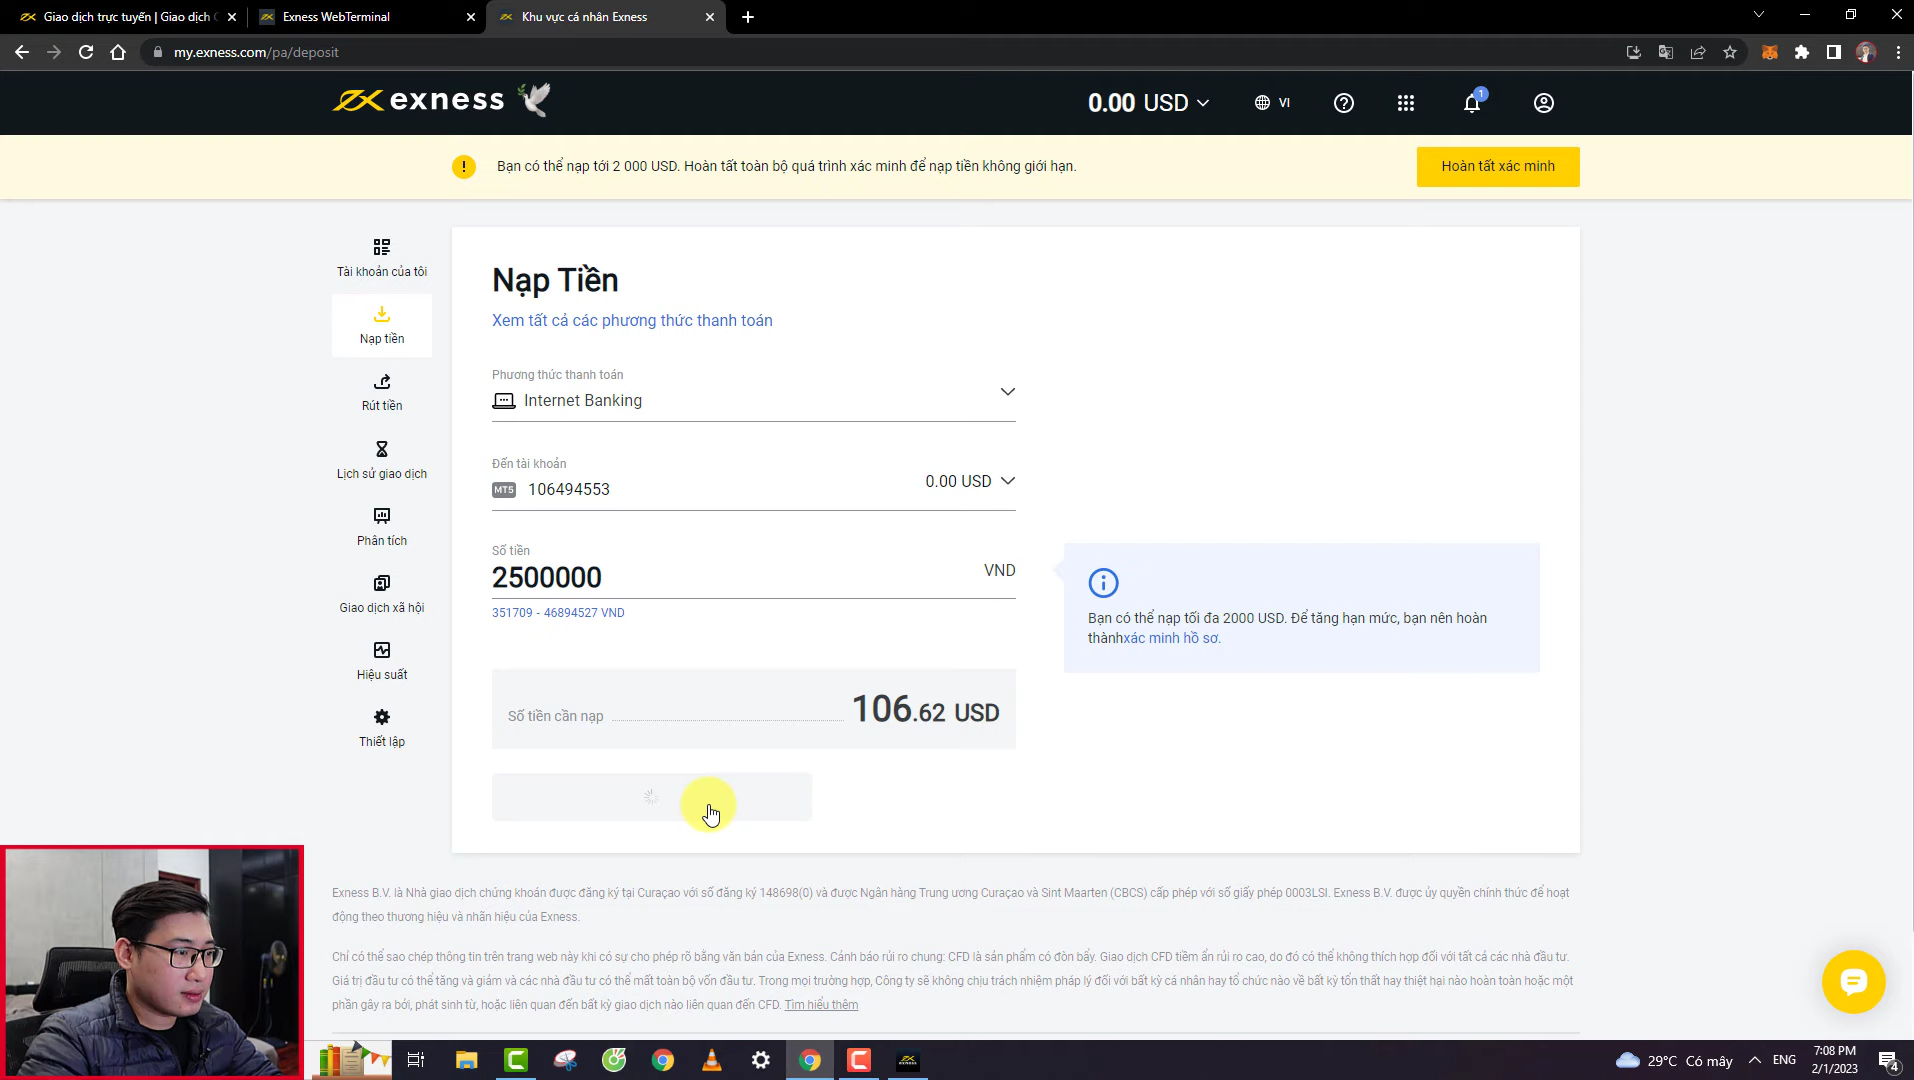 Giao dịch trực tuyến | Giao dịch
Exness WebTerminal
Khu vực cá nhân Exness
my.exness.com/pa/deposit
exness
0.00 USD
VI
1
Bạn có thể nạp tới 2 000 USD. Hoàn tất toàn bộ quá trình xác minh để nạp tiền không giới hạn.
Hoàn tất xác minh
Tài khoản của tôi
Nạp tiền
Rút tiền
Lịch sử giao dịch
Phân tích
Giao dịch xã hội
Hiệu suất
Thiết lập
Nạp Tiền
Xem tất cả các phương thức thanh toán
Phương thức thanh toán
Internet Banking
Đến tài khoản
MT5 106494553 0.00 USD
Số tiền
2500000 VND
351709 - 46894527 VND
Bạn có thể nạp tối đa 2000 USD. Để tăng hạn mức, bạn nên hoàn
thànhxác minh hồ sơ.
Số tiền cần nạp 106.62 USD
Exness B.V. là Nhà giao dịch chứng khoán được đăng ký tại Curaçao với số đăng ký 148698(0) và được Ngân hàng Trung ương Curaçao và Sint Maarten (CBCS) cấp phép với số giấy phép 0003LSI. Exness B.V. được ủy quyền chính thức để hoạt
động theo thương hiệu và nhãn hiệu của Exness.
Chỉ có thể sao chép thông tin trên trang web này khi có sự cho phép rõ bằng văn bản của Exness. Cảnh báo rủi ro chung: CFD là sản phẩm có đòn bẩy. Giao dịch CFD tiềm ẩn rủi ro cao, do đó có thể không thích hợp đối với tất cả các nhà đầu tư.
Giá trị đầu tư có thể tăng và giảm và các nhà đầu tư có thể mất toàn bộ vốn đầu tư. Trong mọi trường hợp, Công ty sẽ không chịu trách nhiệm pháp lý đối với bất kỳ cá nhân hay tổ chức nào về bất kỳ tổn thất hay thiệt hại nào hoàn toàn hoặc một
phần gây ra bởi, phát sinh từ, hoặc liên quan đến bất kỳ giao dịch nào liên quan đến CFD. Tìm hiểu thêm
29°C Có mây
ENG
7:08 PM
2/1/2023
4